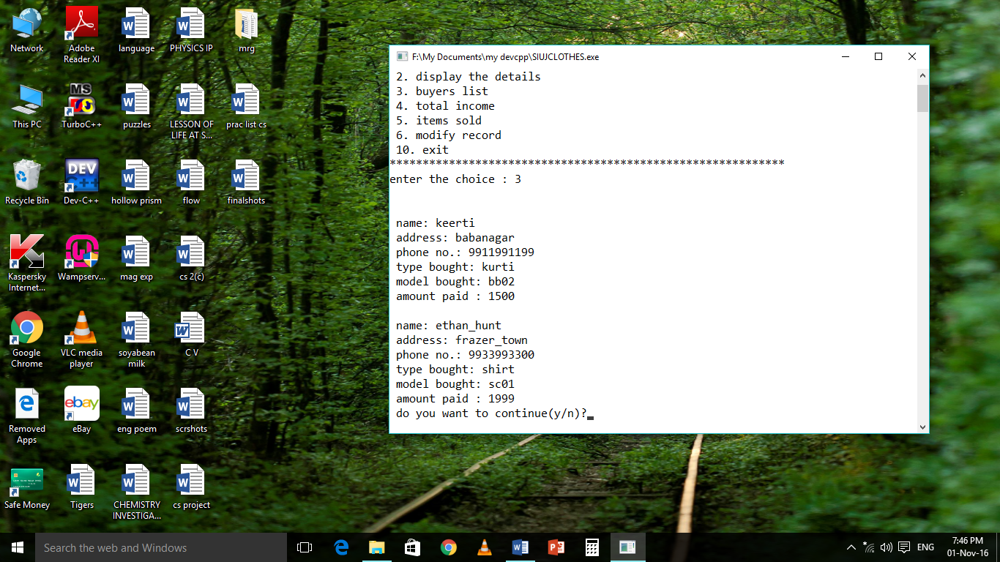 Network
Adobe
Reader XI
language
PHYSICS IP
mrg
This PC
MS
TurboC++
puzzles
LESSON OF
LIFE AT S...
prac list cs
Recycle Bin
DEV
C++
Dev-C++
hollow prism
flow
finalshots
Kaspersky
Internet...
Wampserv...
mag exp
cs 2(c)
Google
Chrome
VLC media
player
soyabean
milk
C V
Removed
Apps
ebay
eBay
eng poem
scrshots
Safe Money
Tigers
CHEMISTRY
INVESTIGA...
cs project
F:\My Documents\my devcpp\SIUJCLOTHES.exe
2. display the details
3. buyers list
4. total income
5. items sold
6. modify record
10. exit
************************************************************
enter the choice : 3
name: keerti
address: babanagar
phone no.: 9911991199
type bought: kurti
model bought: bb02
amount paid : 1500
name: ethan_hunt
address: frazer_town
phone no.: 9933993300
type bought: shirt
model bought: sc01
amount paid : 1999
do you want to continue(y/n)?
Search the web and Windows
ENG
7:46 PM
01-Nov-16